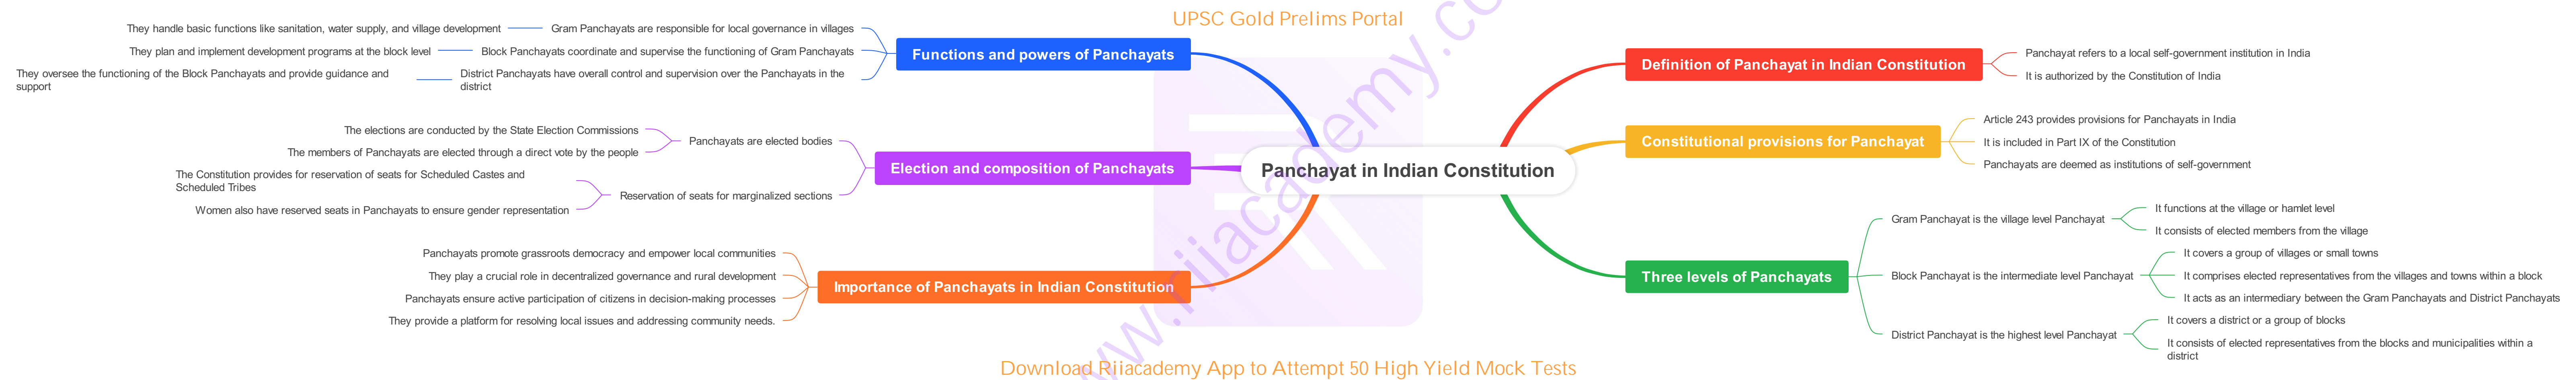 UPSC Gold Prelims Portal
Panchayat in Indian Constitution
Definition of Panchayat in Indian Constitution
Panchayat refers to a local self-government institution in India
It is authorized by the Constitution of India
Constitutional provisions for Panchayat
Article 243 provides provisions for Panchayats in India
It is included in Part IX of the Constitution
Panchayats are deemed as institutions of self-government
Three levels of Panchayats
Gram Panchayat is the village level Panchayat
It functions at the village or hamlet level
It consists of elected members from the village
Block Panchayat is the intermediate level Panchayat
It covers a group of villages or small towns
It comprises elected representatives from the villages and towns within a block
It acts as an intermediary between the Gram Panchayats and District Panchayats
District Panchayat is the highest level Panchayat
It covers a district or a group of blocks
It consists of elected representatives from the blocks and municipalities within a
district
Functions and powers of Panchayats
Gram Panchayats are responsible for local governance in villages
They handle basic functions like sanitation, water supply, and village development
Block Panchayats coordinate and supervise the functioning of Gram Panchayats
They plan and implement development programs at the block level
District Panchayats have overall control and supervision over the Panchayats in the
district
They oversee the functioning of the Block Panchayats and provide guidance and
support
Election and composition of Panchayats
Panchayats are elected bodies
The elections are conducted by the State Election Commissions
The members of Panchayats are elected through a direct vote by the people
Reservation of seats for marginalized sections
The Constitution provides for reservation of seats for Scheduled Castes and
Scheduled Tribes
Women also have reserved seats in Panchayats to ensure gender representation
Importance of Panchayats in Indian Constitution
Panchayats promote grassroots democracy and empower local communities
They play a crucial role in decentralized governance and rural development
Panchayats ensure active participation of citizens in decision-making processes
They provide a platform for resolving local issues and addressing community needs.
Download Riiacademy App to Attempt 50 High Yield Mock Tests